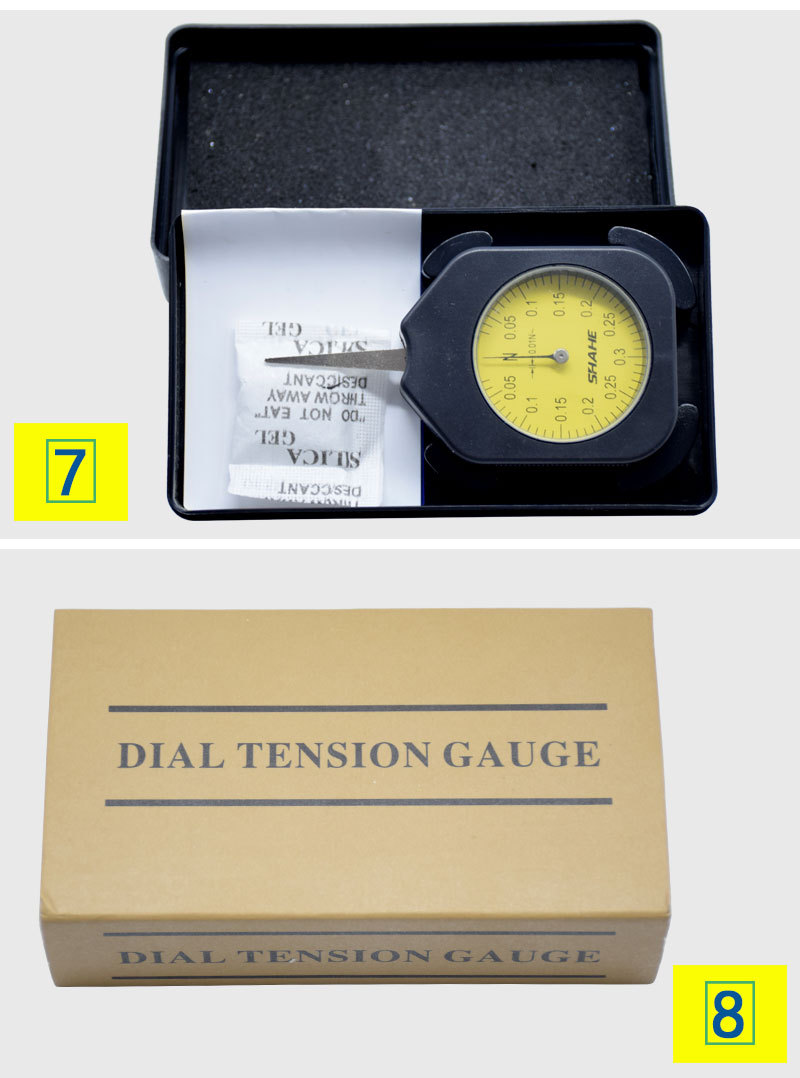 GEL
SILICA
DESICCANT
THROW AWAY
"DO NOT EAT"
GEL
SILICA
DESICCANT
THROW AWAY
0.05
0.1
0.15
0.2
0.25
0.3
0.25
0.2
0.15
0.1
0.05
N
0.01N
SHAHE
7
DIAL TENSION GAUGE
DIAL TENSION GAUGE
8